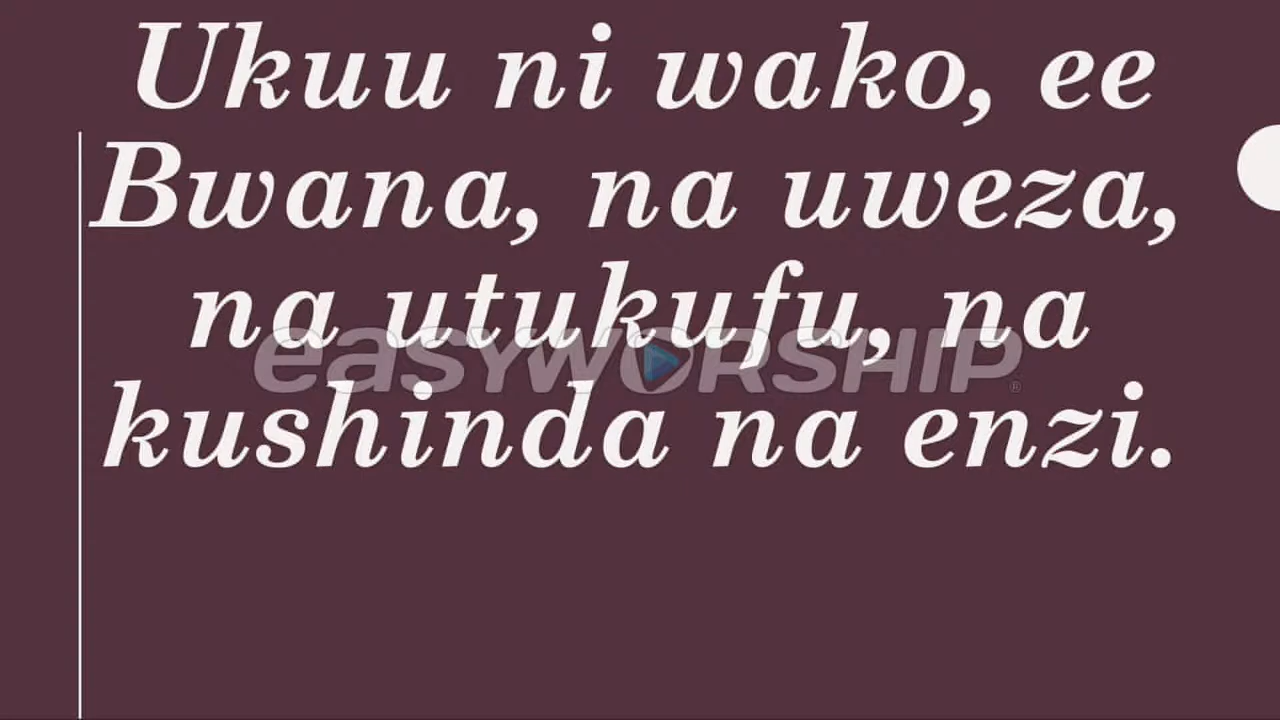 Ukuu ni wako, ee
Bwana, na uweza,
na utukufu, na
easyworship®
kushinda na enzi.